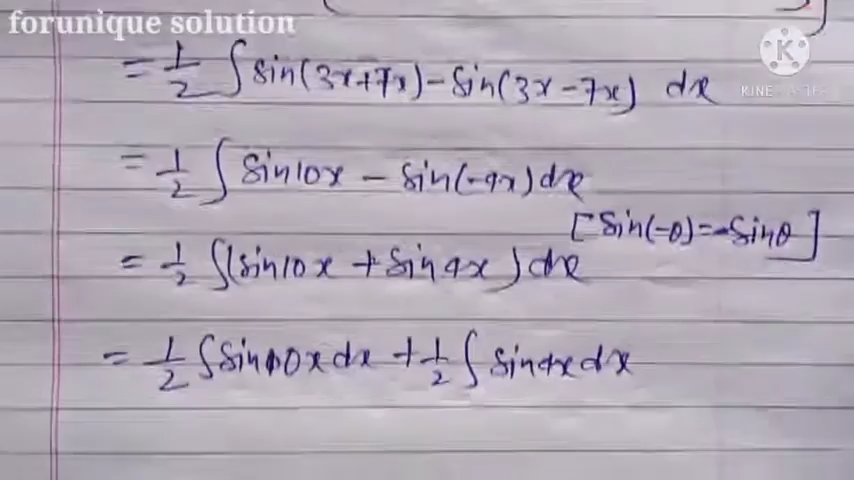 forunique solution
K
KINEMASTER
= 1/2 ∫ sin(3x+7x) - sin(3x-7x) dx
= 1/2 ∫ sin10x - sin(-4x) dx
[sin(-θ)=-sinθ]
= 1/2 ∫(sin10x + sin4x) dx
= 1/2 ∫ sin10x dx + 1/2 ∫ sin4x dx